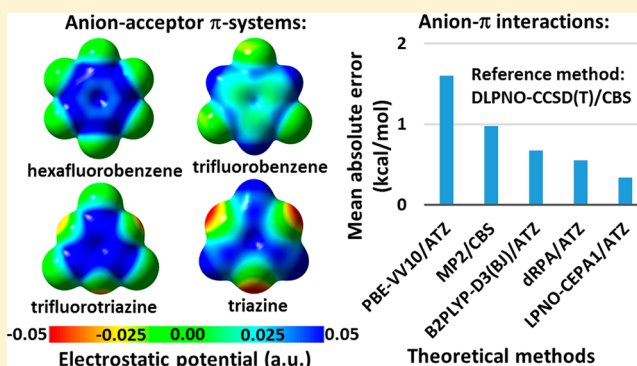 Anion-acceptor π-systems:
hexafluorobenzene
trifluorobenzene
trifluorotriazine
triazine
-0.05
-0.025
0.00
0.025
0.05
Electrostatic potential (a.u.)
Anion-π interactions:
Mean absolute error
(kcal/mol)
2
1
0
Reference method:
DLPNO-CCSD(T)/CBS
PBE-VV10/ATZ
MP2/CBS
B2PLYP-D3(BJ)/ATZ
dRPA/ATZ
LPNO-CEPA1/ATZ
Theoretical methods